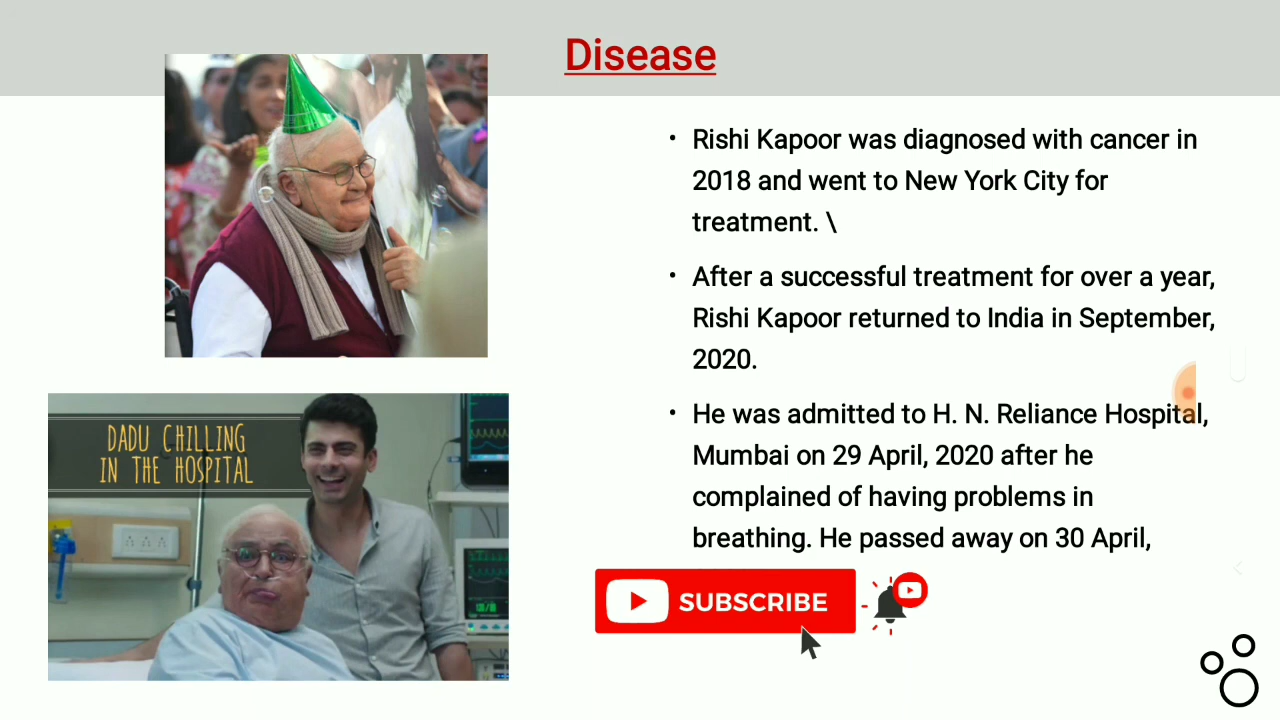 Disease
• Rishi Kapoor was diagnosed with cancer in
2018 and went to New York City for
treatment. \
• After a successful treatment for over a year,
Rishi Kapoor returned to India in September,
2020.
• He was admitted to H. N. Reliance Hospital,
Mumbai on 29 April, 2020 after he
complained of having problems in
breathing. He passed away on 30 April,
DADU CHILLING
IN THE HOSPITAL
SUBSCRIBE